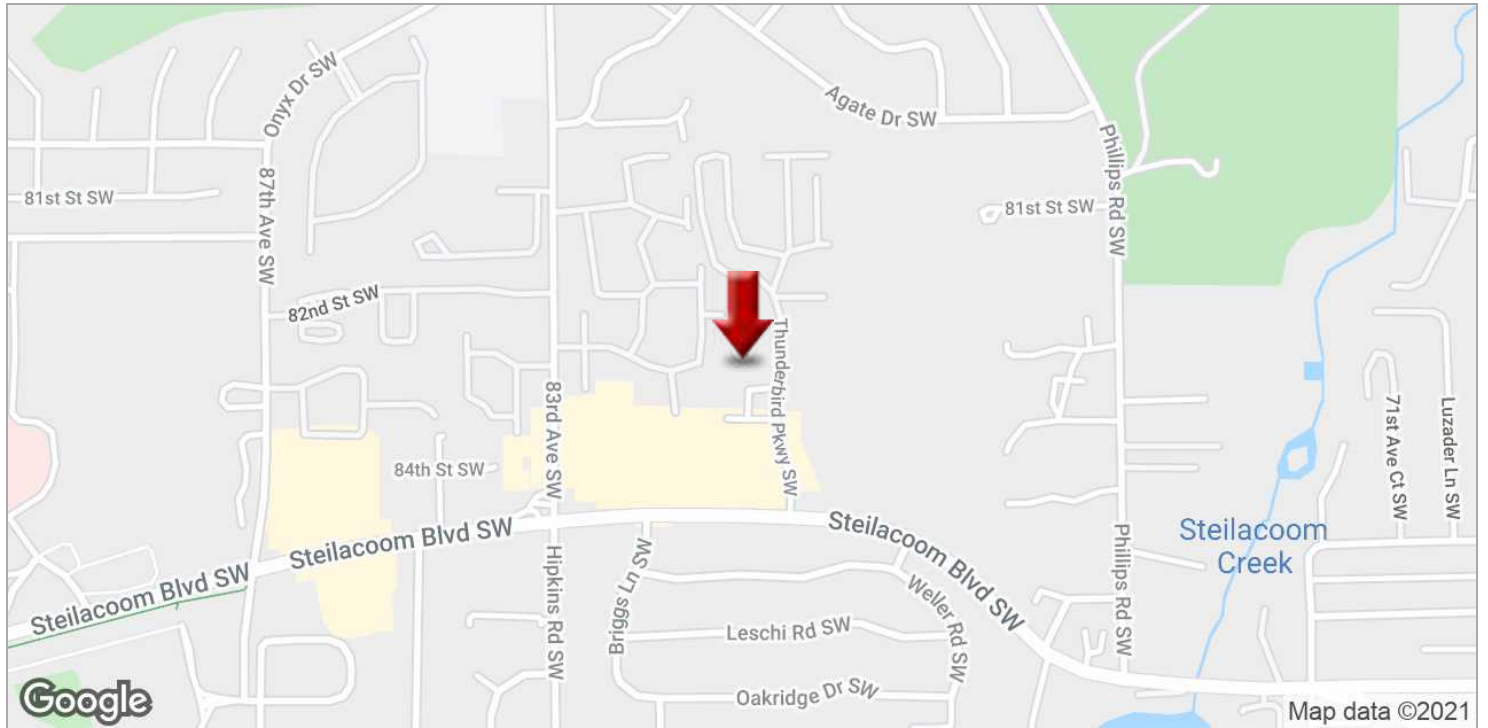 Onyx Dr SW
Agate Dr SW
Phillips Rd SW
81st St SW
87th Ave SW
81st St SW
82nd St SW
Thunderbird Pkwy SW
83rd Ave SW
71st Ave Ct SW
Luzader Ln SW
84th St SW
Steilacoom Blvd SW
Steilacoom Blvd SW
Steilacoom
Creek
Phillips Rd SW
Steilacoom Blvd SW
Hipkins Rd SW
Briggs Ln SW
Weller Rd SW
Leschi Rd SW
Oakridge Dr SW
Google
Map data ©2021